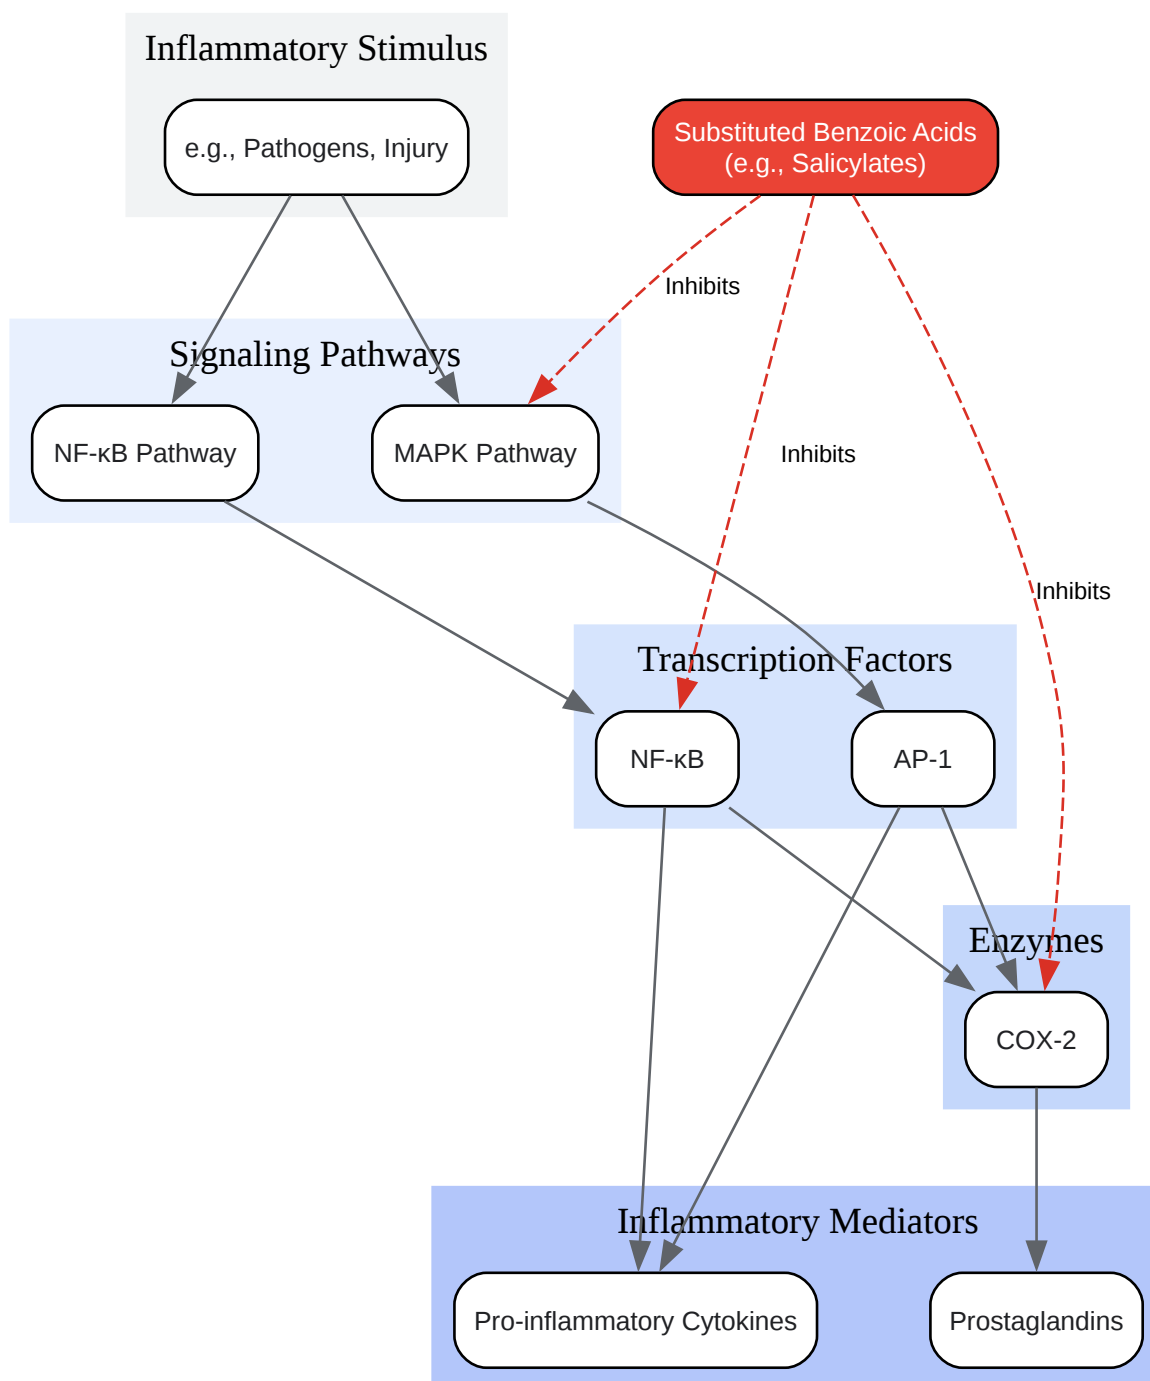 Inflammatory Stimulus
e.g., Pathogens, Injury
Substituted Benzoic Acids
(e.g., Salicylates)
Inhibits
Signaling Pathways
NF-κB Pathway
MAPK Pathway
Inhibits
Inhibits
Transcription Factors
NF-κB
AP-1
Enzymes
COX-2
Inflammatory Mediators
Pro-inflammatory Cytokines
Prostaglandins